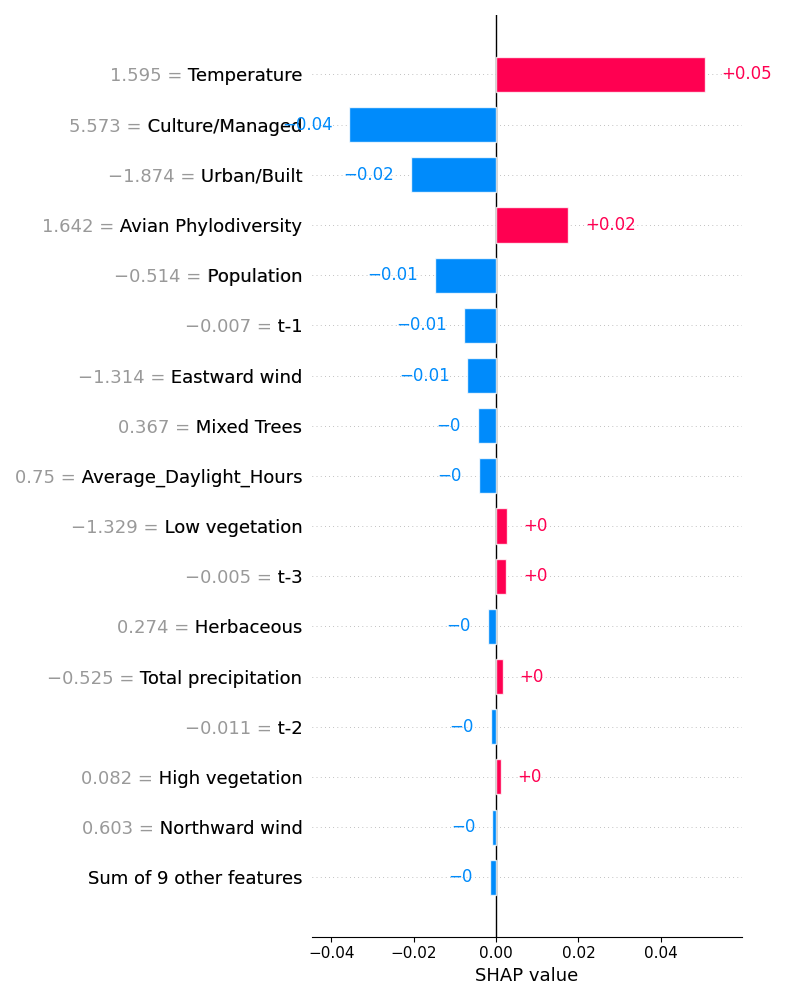 1.595 = Temperature +0.05
5.573 = Culture/Managed −0.04
−1.874 = Urban/Built −0.02
1.642 = Avian Phylodiversity +0.02
−0.514 = Population −0.01
−0.007 = t-1 −0.01
−1.314 = Eastward wind −0.01
0.367 = Mixed Trees −0
0.75 = Average_Daylight_Hours −0
−1.329 = Low vegetation +0
−0.005 = t-3 +0
0.274 = Herbaceous −0
−0.525 = Total precipitation +0
−0.011 = t-2 −0
0.082 = High vegetation +0
0.603 = Northward wind −0
Sum of 9 other features −0
−0.04 −0.02 0.00 0.02 0.04
SHAP value